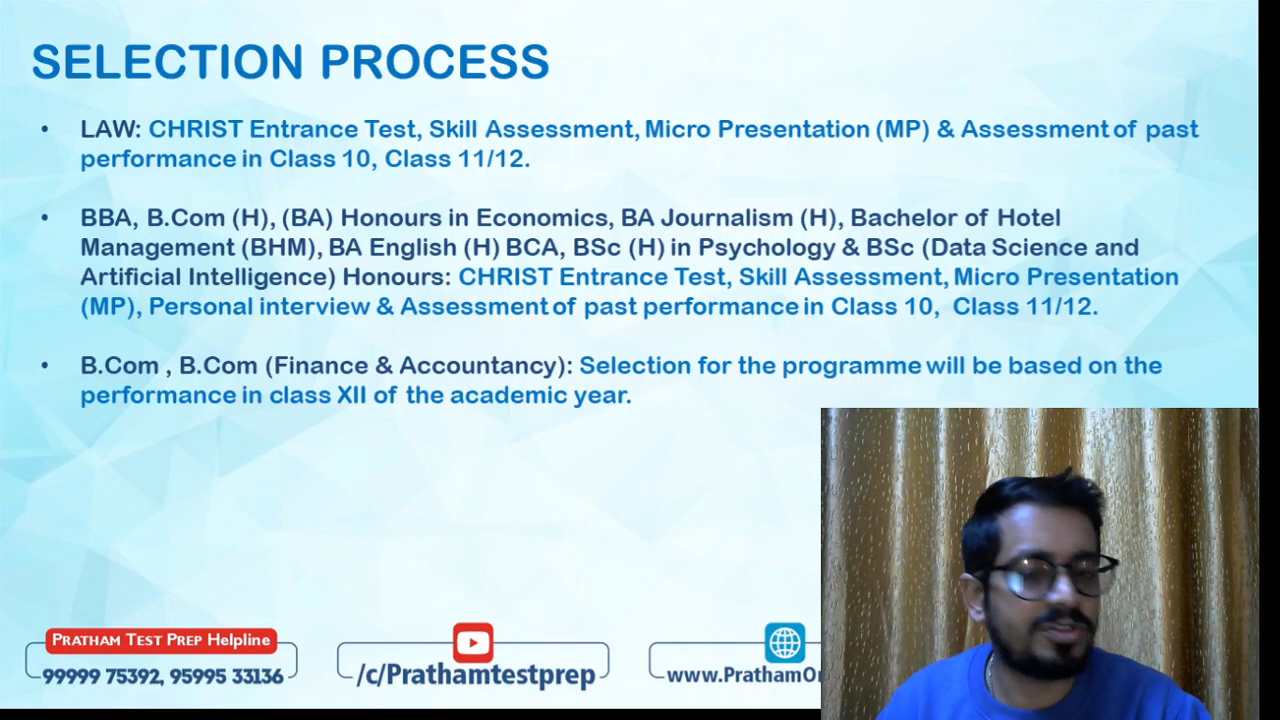 SELECTION PROCESS
• LAW: CHRIST Entrance Test, Skill Assessment, Micro Presentation (MP) & Assessment of past
performance in Class 10, Class 11/12.
• BBA, B.Com (H), (BA) Honours in Economics, BA Journalism (H), Bachelor of Hotel
Management (BHM), BA English (H) BCA, BSc (H) in Psychology & BSc (Data Science and
Artificial Intelligence) Honours: CHRIST Entrance Test, Skill Assessment, Micro Presentation
(MP), Personal interview & Assessment of past performance in Class 10, Class 11/12.
• B.Com , B.Com (Finance & Accountancy): Selection for the programme will be based on the
performance in class XII of the academic year.
PRATHAM TEST PREP Helpline
99999 75392, 95995 33136
/c/Prathamtestprep